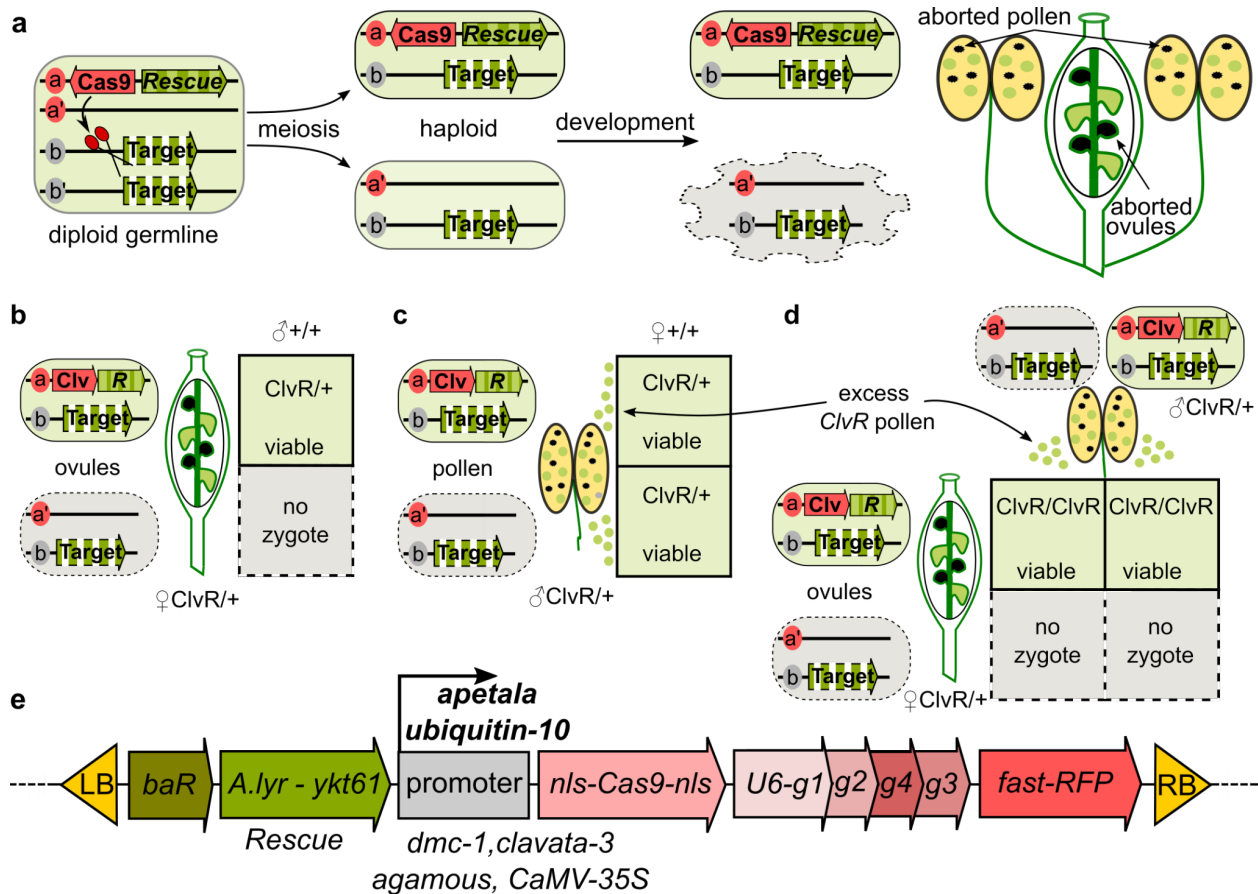 a
a Cas9 Rescue
a'
b Target
b' Target
diploid germline
meiosis
a Cas9 Rescue
b Target
haploid
a'
b' Target
development
a Cas9 Rescue
b Target
a'
b' Target
aborted pollen
aborted
ovules
b
♂+/+
a Clv R
b Target
ovules
a'
b Target
♀ClvR/+
ClvR/+
viable
no
zygote
c
♀+/+
a Clv R
b Target
pollen
a'
b Target
♂ClvR/+
ClvR/+
viable
ClvR/+
viable
excess
ClvR pollen
d
a'
b Target
a Clv R
b Target
♂ClvR/+
a Clv R
b Target
ovules
a'
b Target
♀ClvR/+
ClvR/ClvR ClvR/ClvR
viable viable
no no
zygote zygote
e
apetala
ubiquitin-10
LB baR A.lyr - ykt61 promoter nls-Cas9-nls U6-g1 g2 g4 g3 fast-RFP RB
Rescue
dmc-1,clavata-3
agamous, CaMV-35S